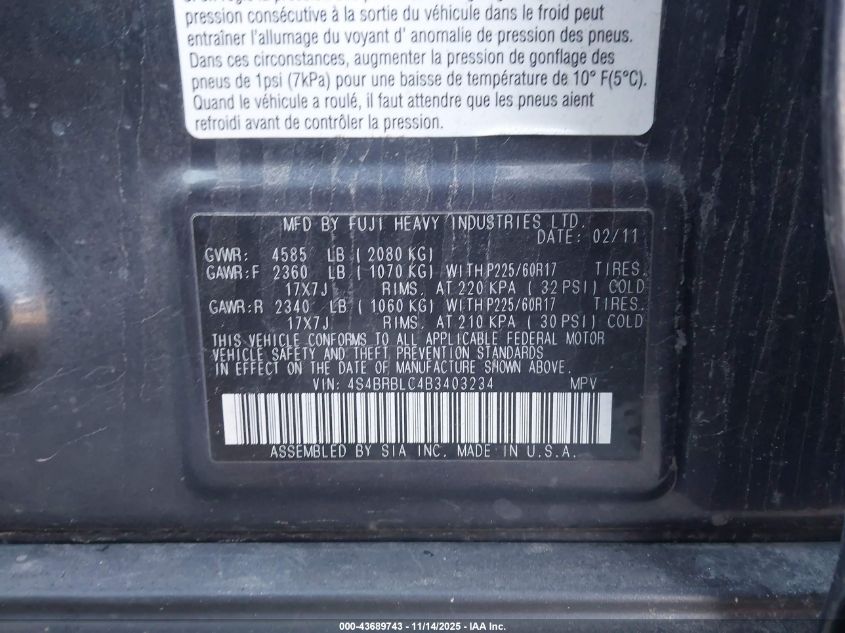 pression consécutive à la sortie du véhicule dans le froid peut
entraîner l'allumage du voyant d' anomalie de pression des pneus.
Dans ces circonstances, augmenter la pression de gonflage des
pneus de 1psi (7kPa) pour une baisse de température de 10° F(5°C).
Quand le véhicule a roulé, il faut attendre que les pneus aient
refroidi avant de contrôler la pression.
MFD BY FUJI HEAVY INDUSTRIES LTD.
DATE: 02/11
GVWR: 4585 LB (2080 KG)
GAWR:F 2360 LB (1070 KG) WITH P225/60R17 TIRES.
17X7J RIMS. AT 220 KPA (32 PSI) COLD
GAWR:R 2340 LB (1060 KG) WITH P225/60R17 TIRES.
17X7J RIMS. AT 210 KPA (30 PSI) COLD
THIS VEHICLE CONFORMS TO ALL APPLICABLE FEDERAL MOTOR
VEHICLE SAFETY AND THEFT PREVENTION STANDARDS
IN EFFECT ON THE DATE OF MANUFACTURE SHOWN ABOVE.
VIN: 4S4BRBLC4B3403234 MPV
ASSEMBLED BY SIA INC. MADE IN U.S.A.
000-43689743 - 11/14/2025 - IAA Inc.